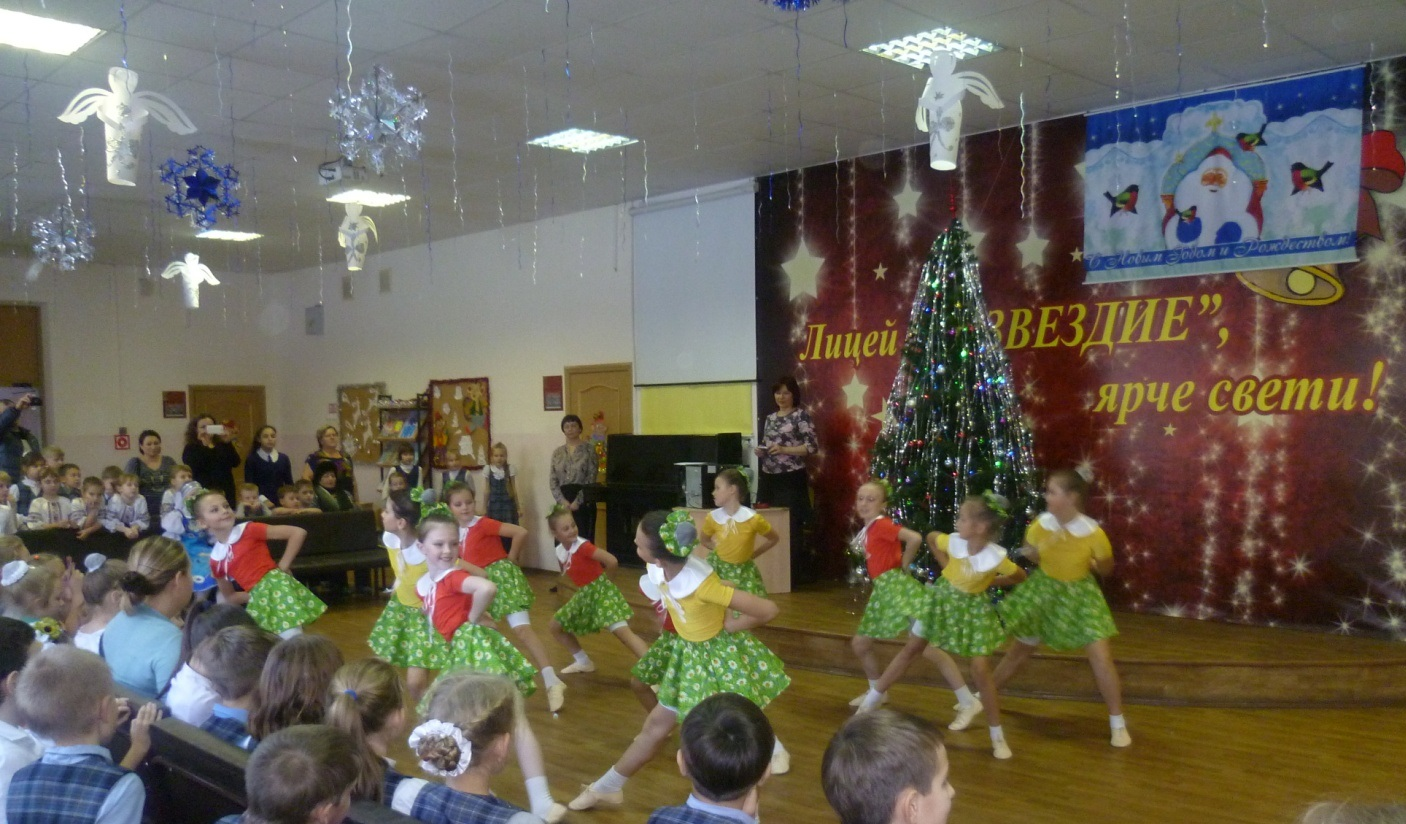 С Новым Годом и Рождеством!
Лицей ЗВЕЗДИЕ”,
ярче свети!